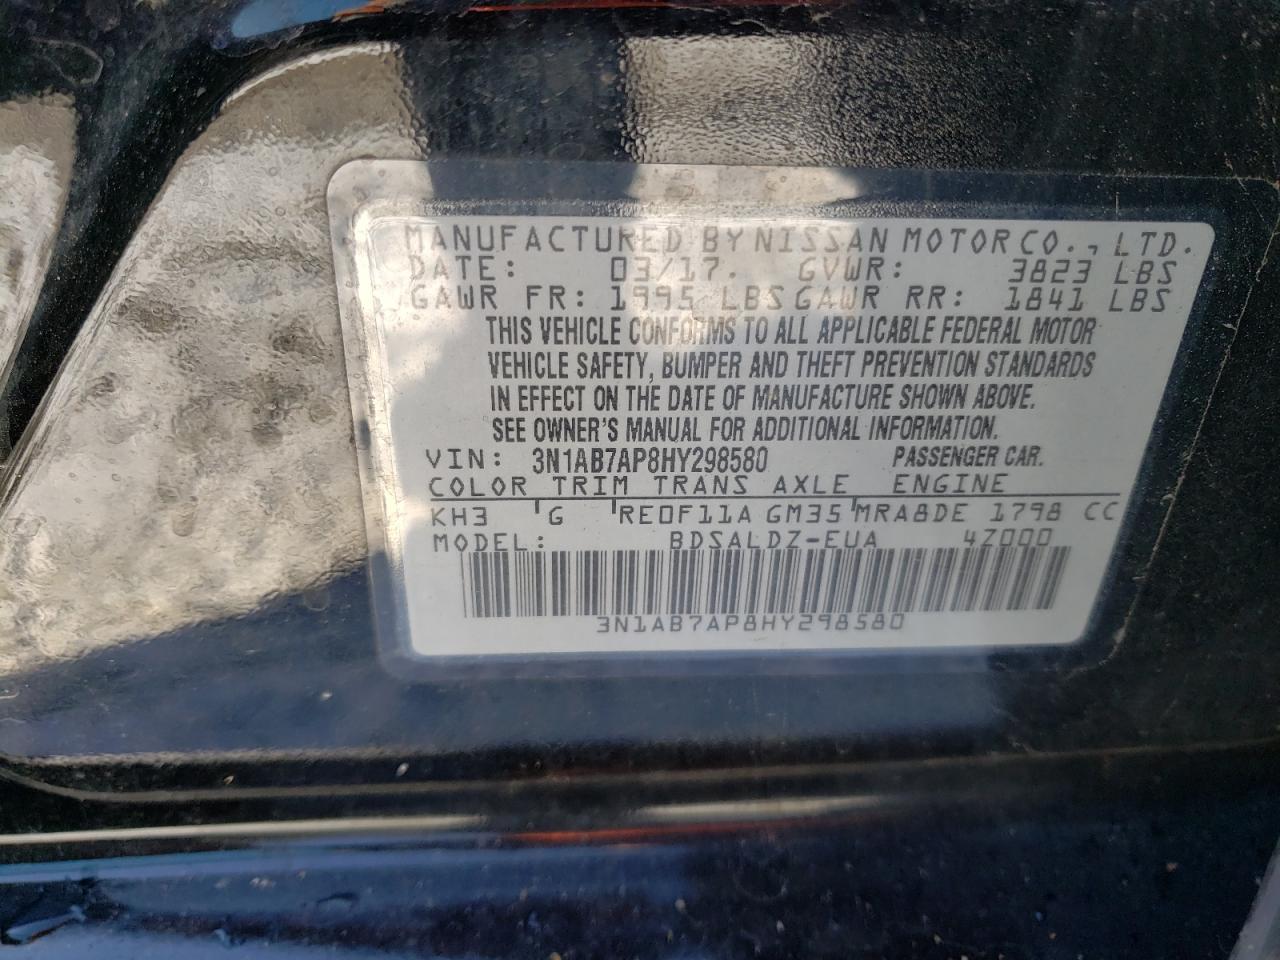 MANUFACTURED BY NISSAN MOTOR CO., LTD.
DATE: 03/17. GVWR: 3823 LBS
GAWR FR: 1995 LBS GAWR RR: 1841 LBS
THIS VEHICLE CONFORMS TO ALL APPLICABLE FEDERAL MOTOR
VEHICLE SAFETY, BUMPER AND THEFT PREVENTION STANDARDS
IN EFFECT ON THE DATE OF MANUFACTURE SHOWN ABOVE.
SEE OWNER'S MANUAL FOR ADDITIONAL INFORMATION.
VIN: 3N1AB7AP8HY298580 PASSENGER CAR.
COLOR TRIM TRANS AXLE ENGINE
KH3 ' G 'RE0F11A GM35'MRA8DE 1798 CC
MODEL: BDSALDZ-EUA 4Z000
3N1AB7AP8HY298580